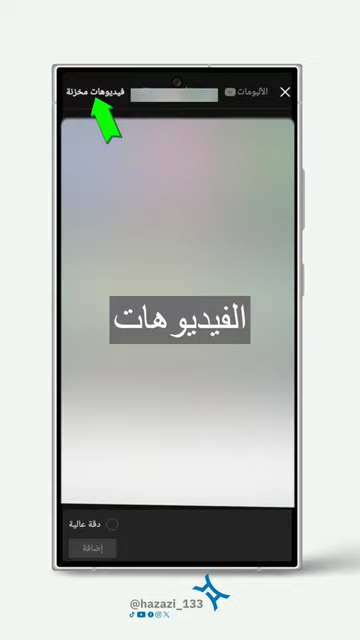 الألبومات
فيديوهات مخزنة
الفيديوهات
دقة عالية
إضافة
@hazazi_133